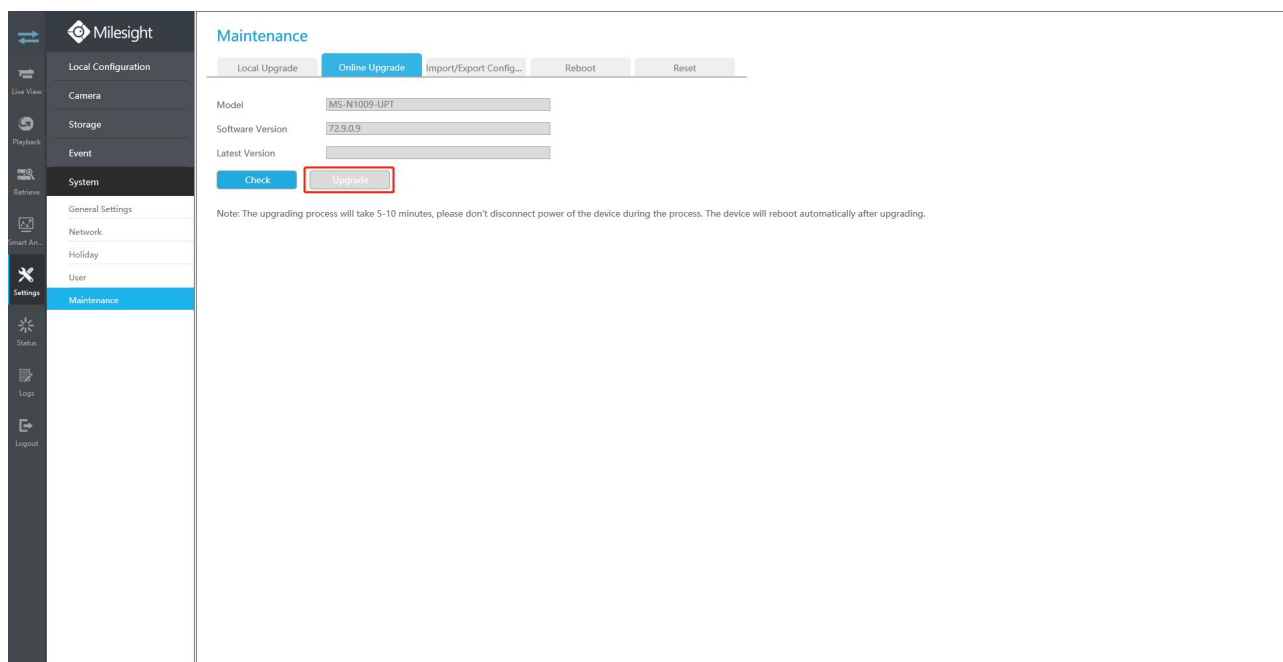 Milesight
Live View
Playback
Retrieve
Smart An...
Settings
Status
Logs
Logout
Local Configuration
Camera
Storage
Event
System
General Settings
Network
Holiday
User
Maintenance
Maintenance
Local Upgrade Online Upgrade Import/Export Config... Reboot Reset
Model MS-N1009-UPT
Software Version 72.9.0.9
Latest Version
Check Upgrade
Note: The upgrading process will take 5-10 minutes, please don't disconnect power of the device during the process. The device will reboot automatically after upgrading.